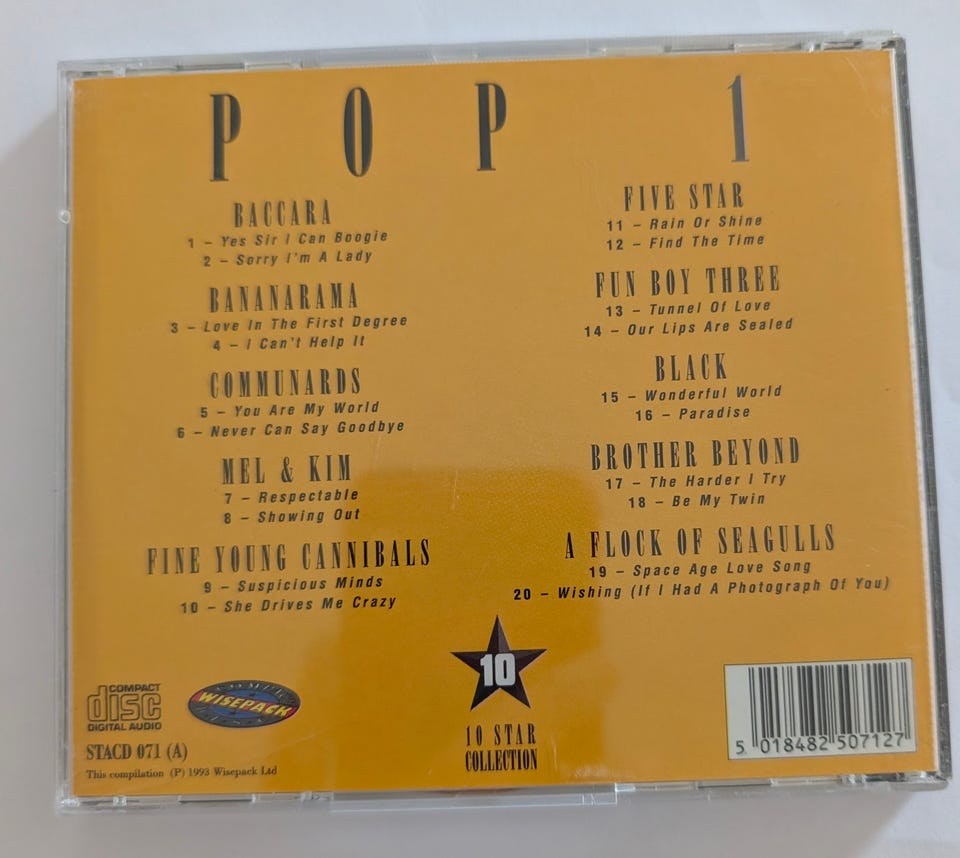 POP 1
BACCARA
1 – Yes Sir I Can Boogie
2 – Sorry I'm A Lady
BANANARAMA
3 – Love In The First Degree
4 – I Can't Help It
COMMUNARDS
5 – You Are My World
6 – Never Can Say Goodbye
MEL & KIM
7 – Respectable
8 – Showing Out
FINE YOUNG CANNIBALS
9 – Suspicious Minds
10 – She Drives Me Crazy
FIVE STAR
11 – Rain Or Shine
12 – Find The Time
FUN BOY THREE
13 – Tunnel Of Love
14 – Our Lips Are Sealed
BLACK
15 – Wonderful World
16 – Paradise
BROTHER BEYOND
17 – The Harder I Try
18 – Be My Twin
A FLOCK OF SEAGULLS
19 – Space Age Love Song
20 – Wishing (If I Had A Photograph Of You)
10
10 STAR
COLLECTION
COMPACT
disc
DIGITAL AUDIO
WISEPACK
STACD 071 (A)
This compilation (P) 1993 Wisepack Ltd
5 018482 507127